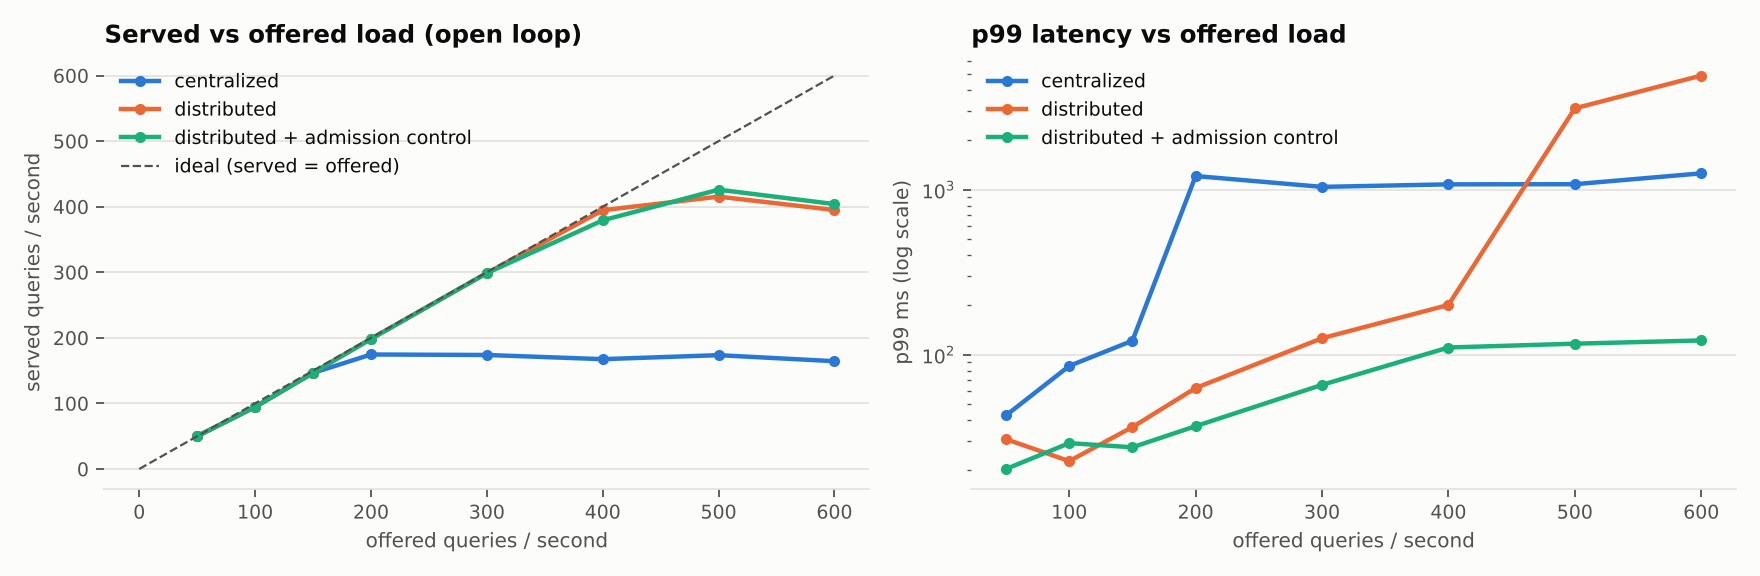 Served vs offered load (open loop)
centralized
distributed
distributed + admission control
ideal (served = offered)
served queries / second
600
500
400
300
200
100
0
0 100 200 300 400 500 600
offered queries / second
p99 latency vs offered load
centralized
distributed
distributed + admission control
p99 ms (log scale)
10³
10²
100 200 300 400 500 600
offered queries / second